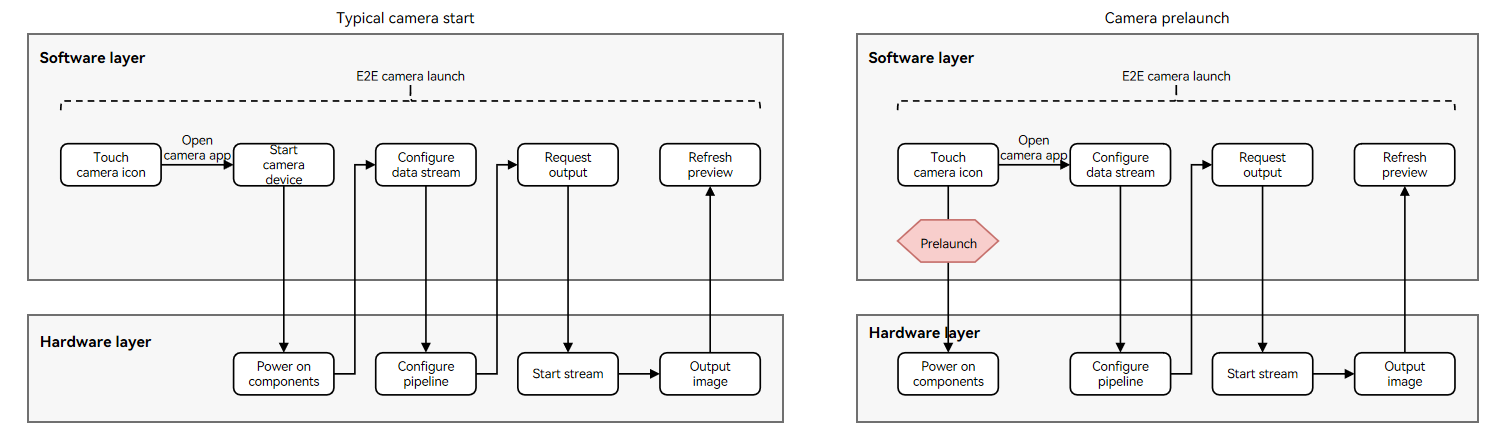 Typical camera start
Software layer
E2E camera launch
Touch
camera icon
Open
camera app
Start
camera
device
Configure
data stream
Request
output
Refresh
preview
Hardware layer
Power on
components
Configure
pipeline
Start stream
Output
image
Camera prelaunch
Software layer
E2E camera launch
Touch
camera icon
Open
camera app
Configure
data stream
Request
output
Refresh
preview
Prelaunch
Hardware layer
Power on
components
Configure
pipeline
Start stream
Output
image